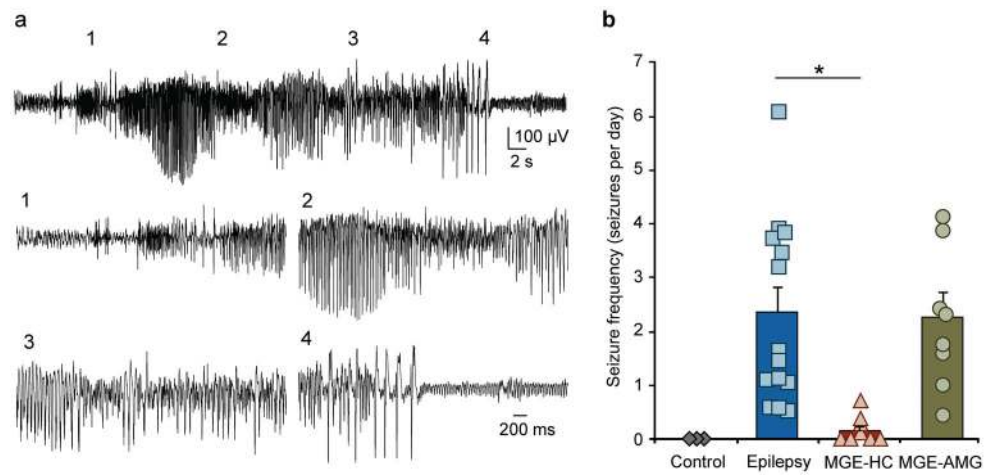 a
1 2 3 4
100 µV
2 s
1 2
3 4
200 ms
b
*
7
6
5
4
3
2
1
0
Seizure frequency (seizures per day)
Control Epilepsy MGE-HC MGE-AMG